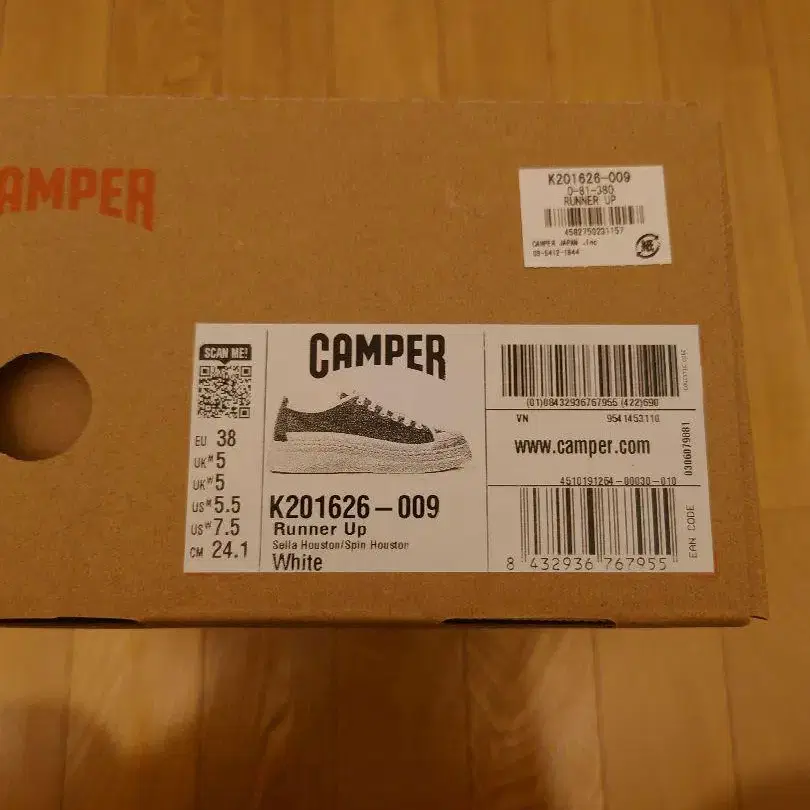 CAMPER
K201626-009
0-81-380
RUNNER UP
4582750231157
CAMPER JAPAN .Inc
03-5412-1844
SCAN ME!
EU 38
UK M 5
UK W 5
US M 5.5
US W 7.5
CM 24.1
CAMPER
K201626-009
Runner Up
Sella Houston/Spin Houston
White
(01)08432936767955(422)690
VN 9541453110
www.camper.com
4510191264-00030-010
8 432936 767955
EAN CODE
0306079881